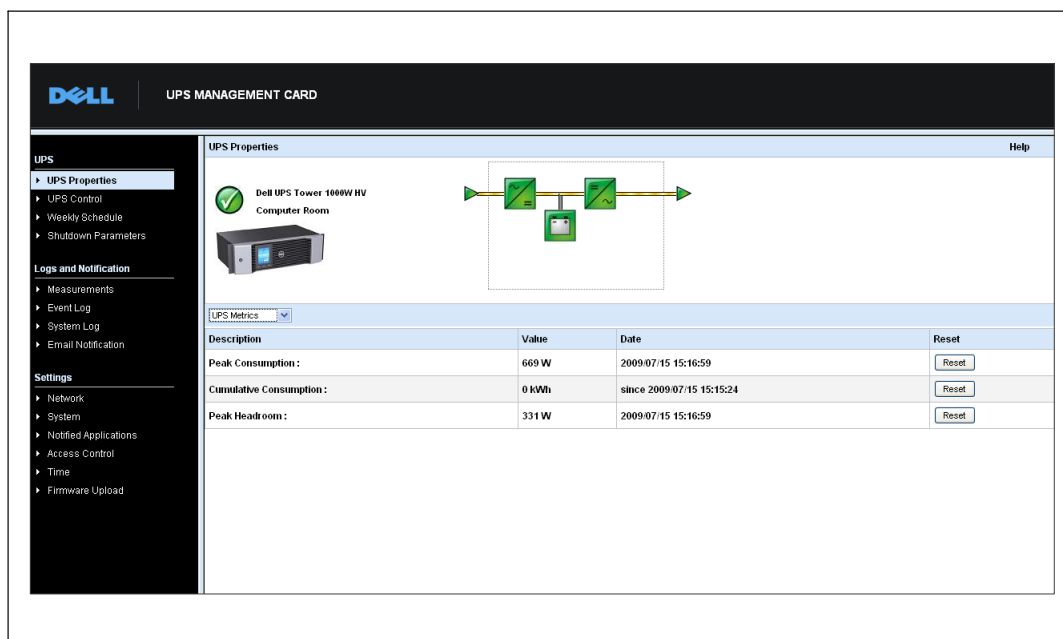 DELL
UPS MANAGEMENT CARD
UPS
UPS Properties
UPS Control
Weekly Schedule
Shutdown Parameters
Logs and Notification
Measurements
Event Log
System Log
Email Notification
Settings
Network
System
Notified Applications
Access Control
Time
Firmware Upload
UPS Properties Help
Dell UPS Tower 1000W HV
Computer Room
UPS Metrics
Description Value Date Reset
Peak Consumption : 669 W 2009/07/15 15:16:59 Reset
Cumulative Consumption : 0 kWh since 2009/07/15 15:15:24 Reset
Peak Headroom : 331 W 2009/07/15 15:16:59 Reset